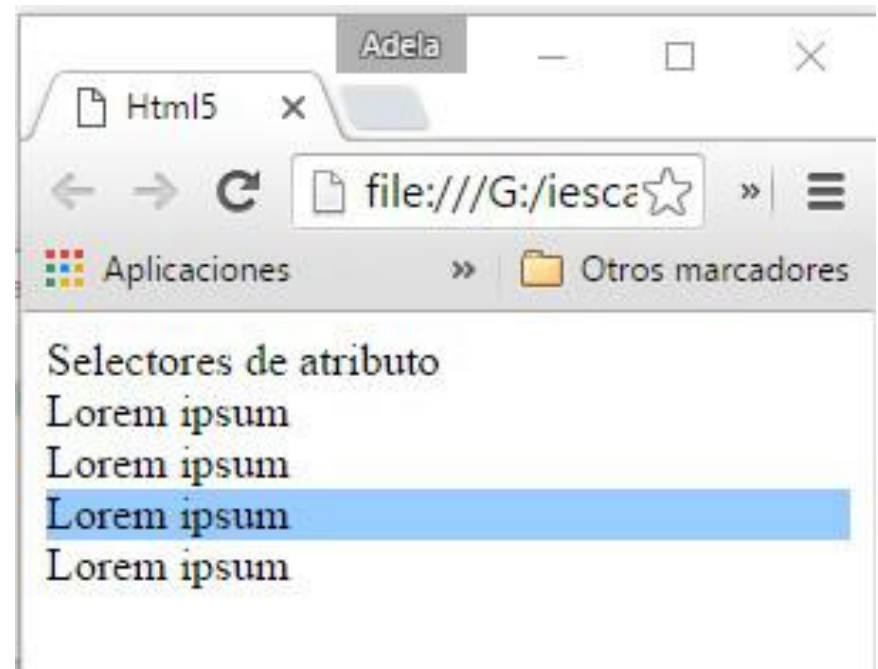 Adela
Html5
file:///G:/iesca
Aplicaciones » Otros marcadores
Selectores de atributo
Lorem ipsum
Lorem ipsum
Lorem ipsum
Lorem ipsum